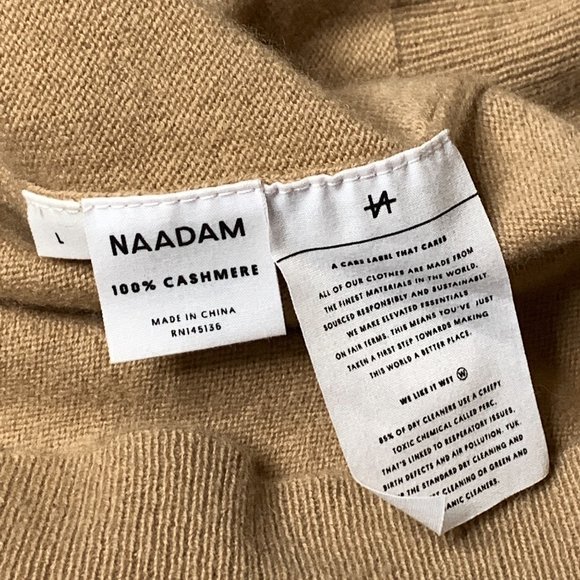 L
NAADAM
100% CASHMERE
MADE IN CHINA
RN145136
A CARE LABEL THAT CARES
ALL OF OUR CLOTHES ARE MADE FROM
THE FINEST MATERIALS IN THE WORLD.
SOURCED RESPONSIBLY AND SUSTAINABLY.
WE MAKE ELEVATED ESSENTIALS
ON FAIR TERMS. THIS MEANS YOU'VE JUST
TAKEN A FIRST STEP TOWARDS MAKING
THIS WORLD A BETTER PLACE.
WE LIKE IT WET W
85% OF DRY CLEANERS USE A CREEPY
TOXIC CHEMICAL CALLED PERC.
THAT'S LINKED TO RESPIRATORY ISSUES,
BIRTH DEFECTS AND AIR POLLUTION. YUK.
THE STANDARD DRY CLEANING AND
CLEANING OR GREEN AND
CLEANERS.